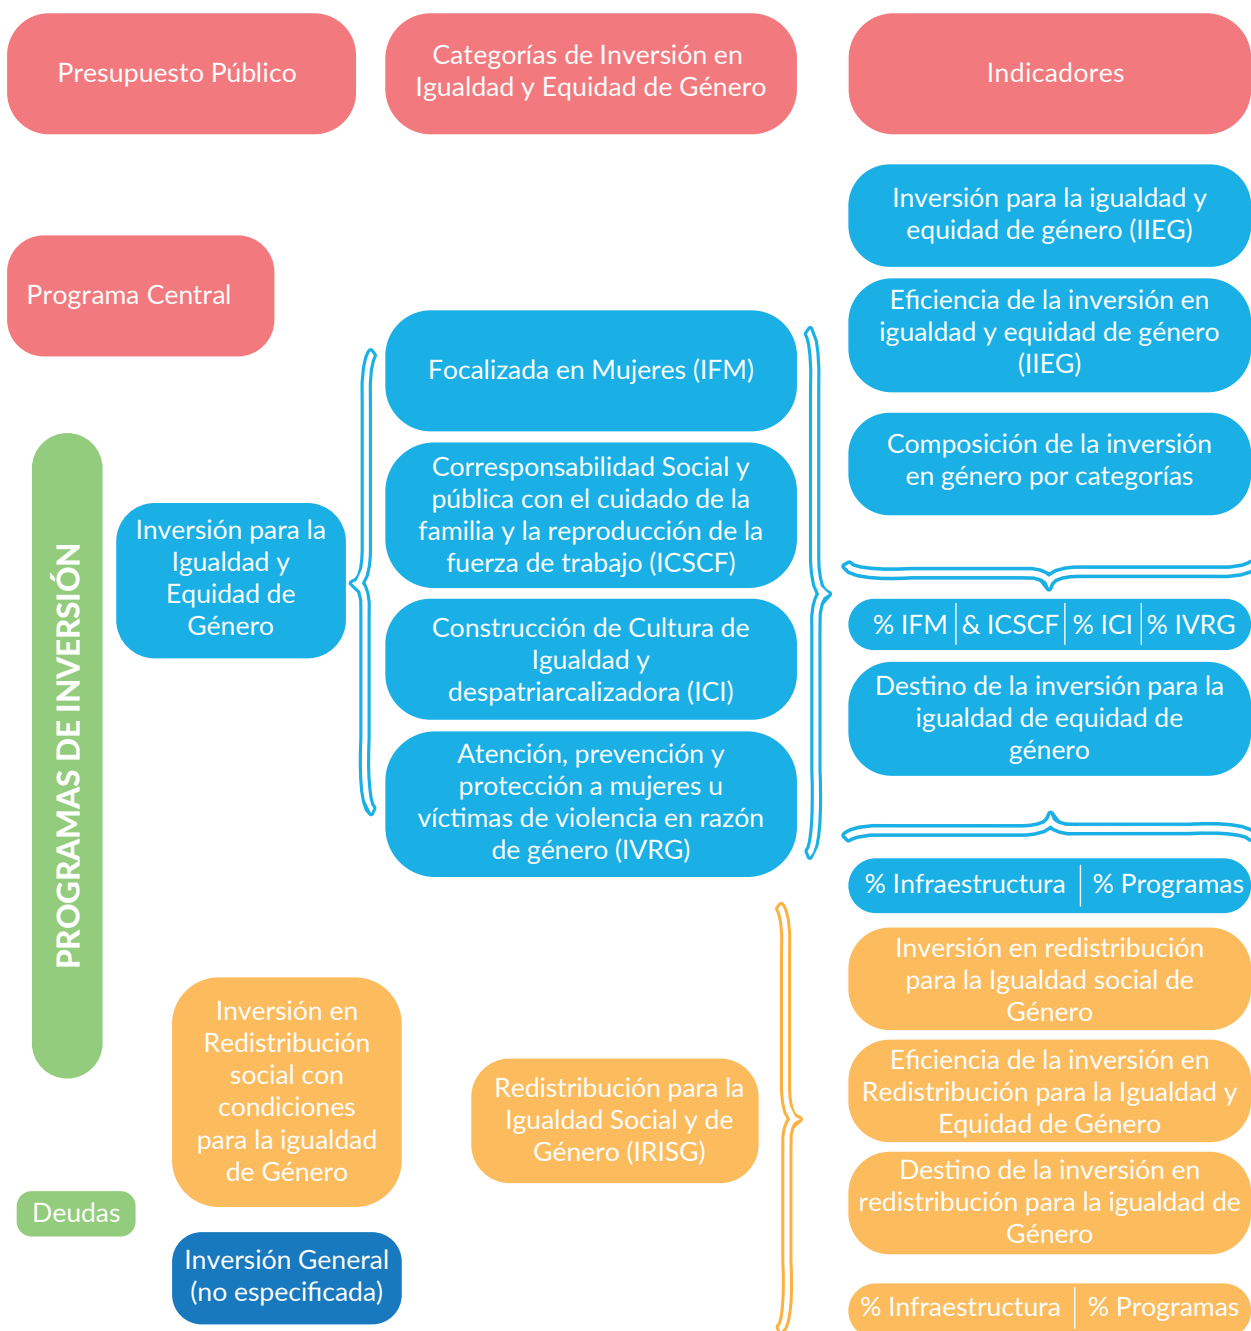 Presupuesto Público
Categorías de Inversión en
Igualdad y Equidad de Género
Indicadores
Programa Central
PROGRAMAS DE INVERSIÓN
Deudas
Inversión para la
Igualdad y
Equidad de
Género
Inversión en
Redistribución
social con
condiciones
para la igualdad
de Género
Inversión General
(no especificada)
Focalizada en Mujeres (IFM)
Corresponsabilidad Social y
pública con el cuidado de la
familia y la reproducción de la
fuerza de trabajo (ICSCF)
Construcción de Cultura de
Igualdad y
despatriarcalizadora (ICI)
Atención, prevención y
protección a mujeres u
víctimas de violencia en razón
de género (IVRG)
Redistribución para la
Igualdad Social y de
Género (IRISG)
Inversión para la igualdad y
equidad de género (IIEG)
Eficiencia de la inversión en
igualdad y equidad de género
(IIEG)
Composición de la inversión
en género por categorías
% IFM | & ICSCF | % ICI | % IVRG
Destino de la inversión para la
igualdad de equidad de
género
% Infraestructura | % Programas
Inversión en redistribución
para la Igualdad social de
Género
Eficiencia de la inversión en
Redistribución para la Igualdad y
Equidad de Género
Destino de la inversión en
redistribución para la igualdad de
Género
% Infraestructura | % Programas